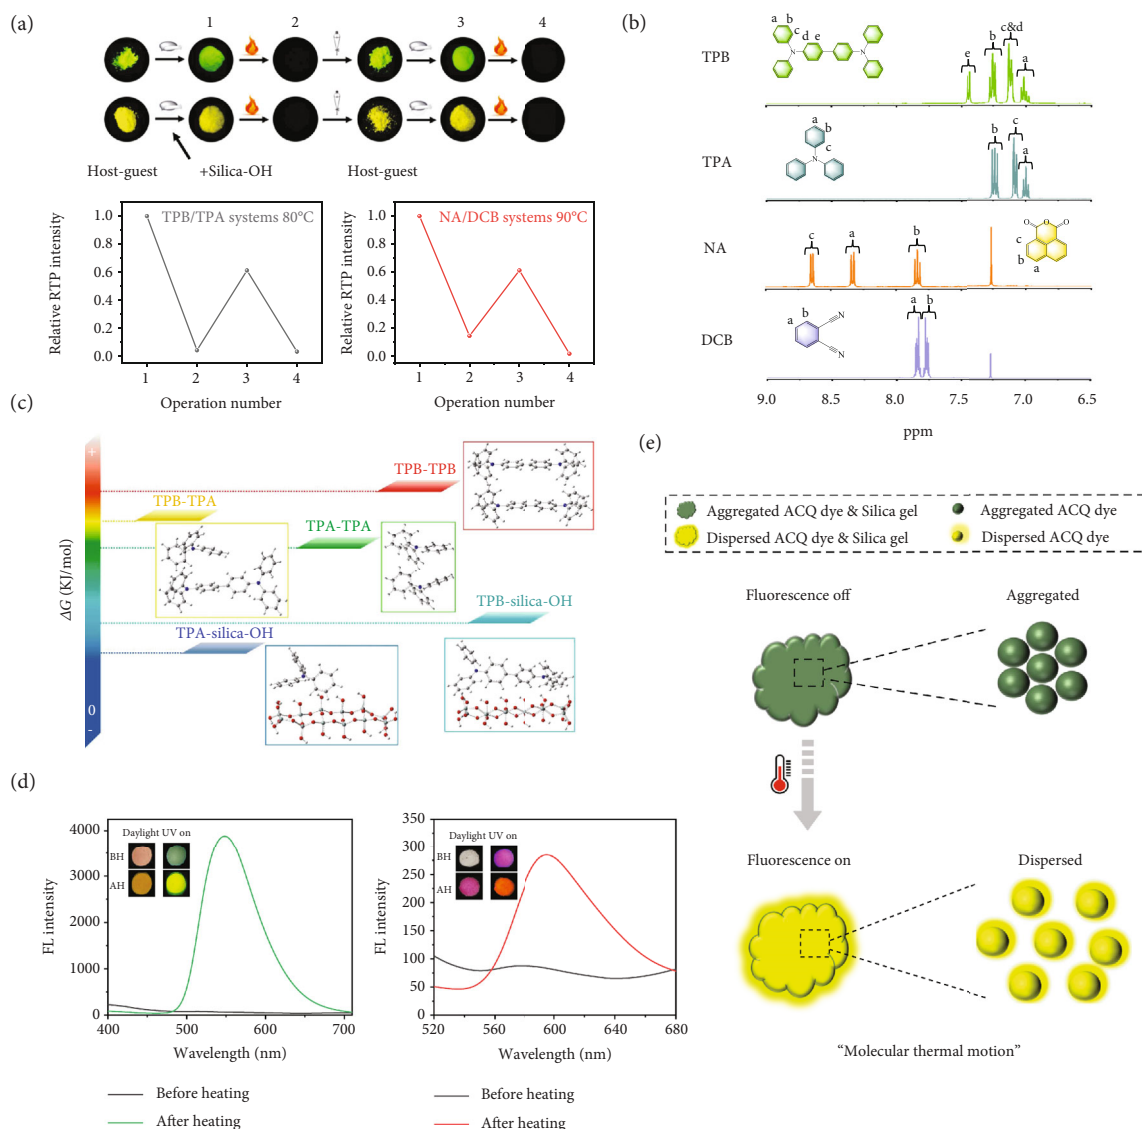 (a)
1 2 3 4
Host-guest +Silica-OH Host-guest
TPB/TPA systems 80°C
Relative RTP intensity
1.0
0.8
0.6
0.4
0.2
0.0
1 2 3 4
Operation number
NA/DCB systems 90°C
Relative RTP intensity
1.0
0.8
0.6
0.4
0.2
0.0
1 2 3 4
Operation number
(b)
TPB
a b c d e N N
e b c&d a
TPA
a b c N
b c a
NA
c a b
O O O
c b a
DCB
a b N N
a b
9.0 8.5 8.0 7.5 7.0 6.5
ppm
(c)
ΔG (KJ/mol)
+
0
-
TPB-TPB
TPB-TPA
TPA-TPA
TPB-silica-OH
TPA-silica-OH
(d)
FL intensity
4000
3000
2000
1000
0
Daylight UV on
BH
AH
400 500 600 700
Wavelength (nm)
Before heating
After heating
FL intensity
350
300
250
200
150
100
50
0
Daylight UV on
BH
AH
520 560 600 640 680
Wavelength (nm)
Before heating
After heating
(e)
Aggregated ACQ dye & Silica gel Aggregated ACQ dye
Dispersed ACQ dye & Silica gel Dispersed ACQ dye
Fluorescence off Aggregated
Fluorescence on Dispersed
“Molecular thermal motion”